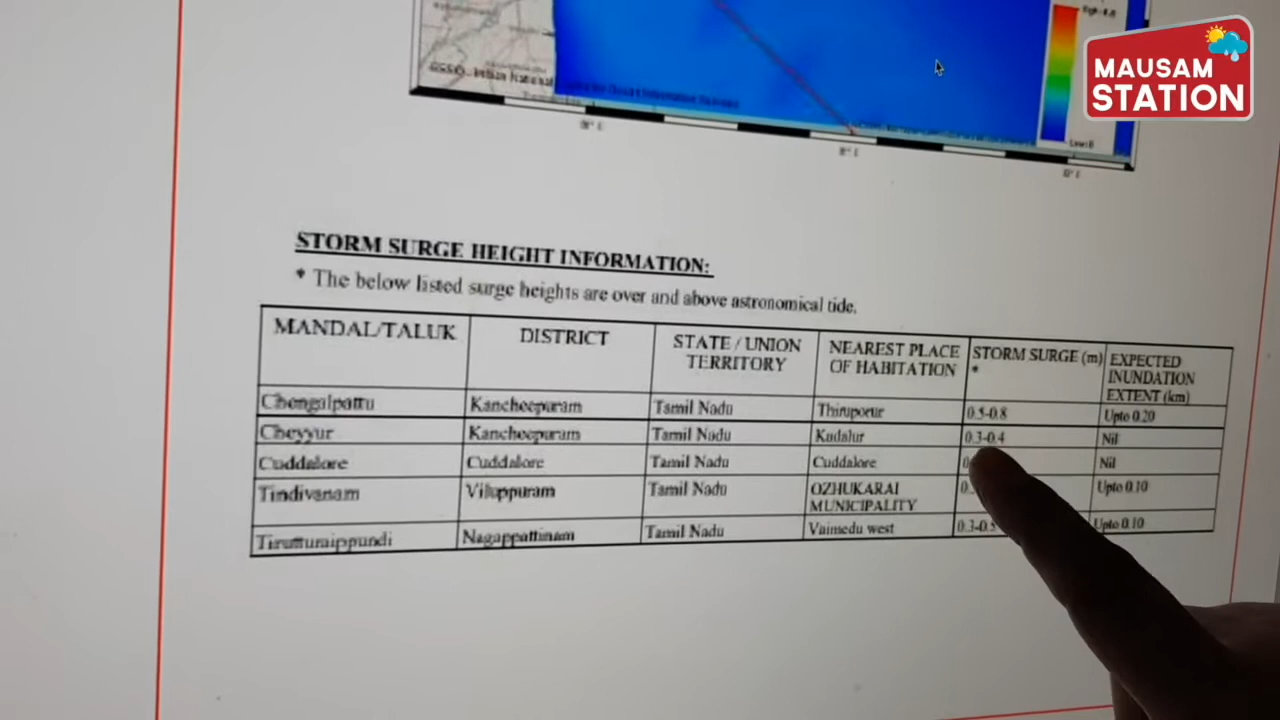 MAUSAM
STATION
STORM SURGE HEIGHT INFORMATION:
* The below listed surge heights are over and above astronomical tide.
MANDAL/TALUK DISTRICT STATE / UNION TERRITORY NEAREST PLACE OF HABITATION STORM SURGE (m) * EXPECTED INUNDATION EXTENT (km)
Chengalpattu Kancheepuram Tamil Nadu Thiruporur 0.5-0.8 Upto 0.20
Cheyyur Kancheepuram Tamil Nadu Kadalur 0.3-0.4 Nil
Cuddalore Cuddalore Tamil Nadu Cuddalore Nil
Tindivanam Viluppuram Tamil Nadu OZHUKARAI MUNICIPALITY Upto 0.10
Tirutturaippundi Nagappattinam Tamil Nadu Vaimedu west Upto 0.10